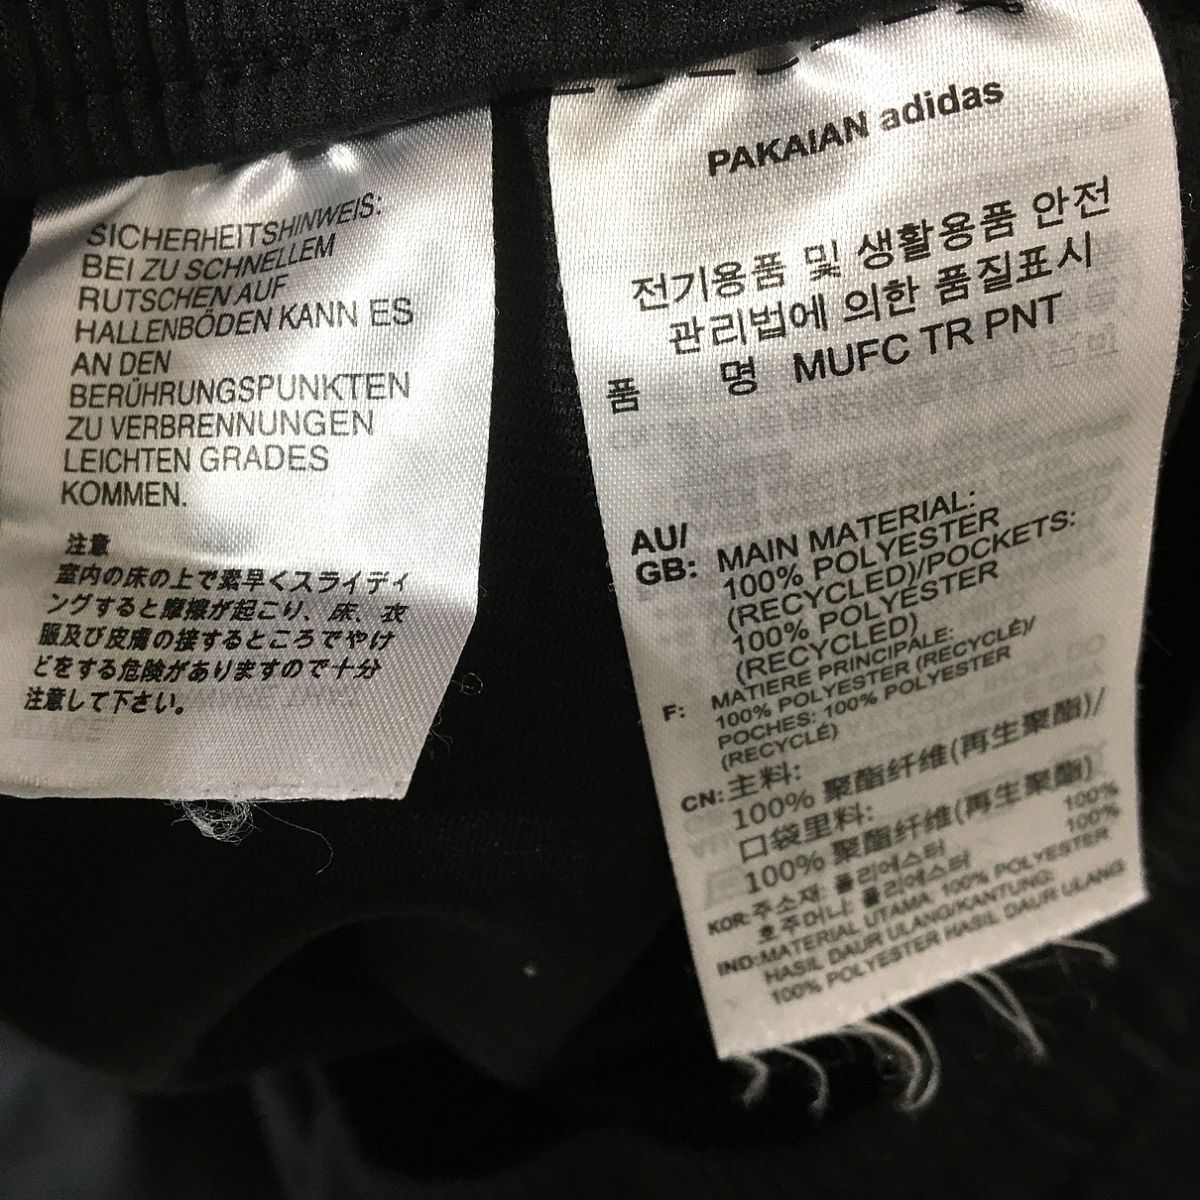 SICHERHEITSHINWEIS:
BEI ZU SCHNELLEM
RUTSCHEN AUF
HALLENBÖDEN KANN ES
AN DEN
BERÜHRUNGSPUNKTEN
ZU VERBRENNUNGEN
LEICHTEN GRADES
KOMMEN.
注意
室内の床の上で素早くスライディ
ングすると摩擦が起こり、床、衣
服及び皮膚の接するところでやけ
どをする危険がありますので十分
注意して下さい。
PAKAIAN adidas
전기용품 및 생활용품 안전
관리법에 의한 품질표시
품 명 MUFC TR PNT
AU/ MAIN MATERIAL:
GB: 100% POLYESTER
(RECYCLED)/POCKETS:
100% POLYESTER
(RECYCLED)
F: MATIERE PRINCIPALE:
100% POLYESTER (RECYCLÉ)/
POCHES: 100% POLYESTER
(RECYCLÉ)
CN: 主料:
100% 聚酯纤维(再生聚酯)/
口袋里料:
100% 聚酯纤维(再生聚酯)
KOR: 주소재: 폴리에스터 100%
호주머니: 폴리에스터 100%
IND: MATERIAL UTAMA: 100% POLYESTER
HASIL DAUR ULANG/KANTUNG:
100% POLYESTER HASIL DAUR ULANG